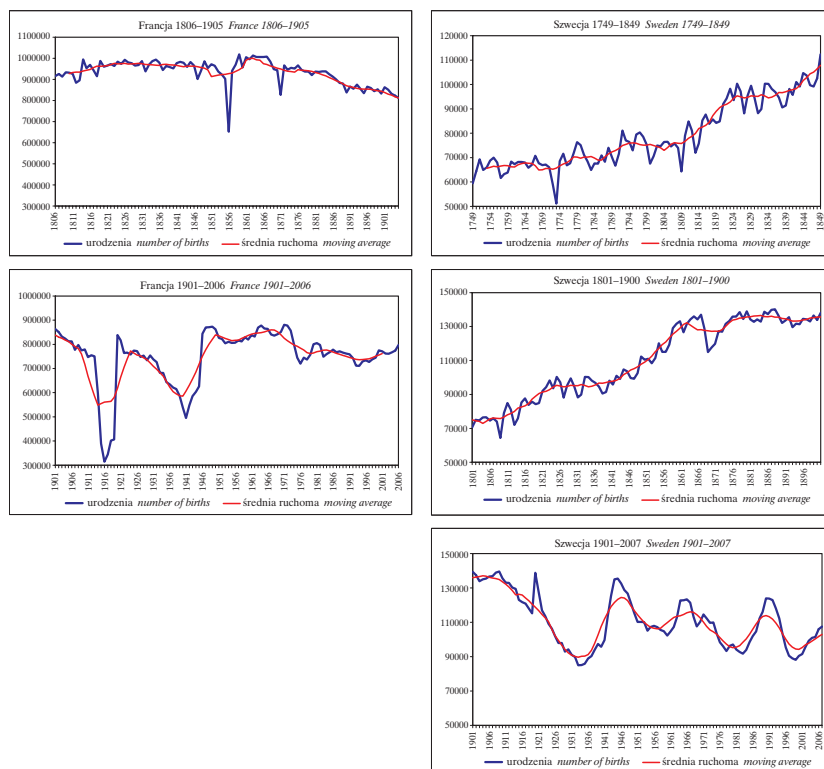 Francja 1806–1905 France 1806–1905
1100000
1000000
900000
800000
700000
600000
500000
400000
300000
1806 1811 1816 1821 1826 1831 1836 1841 1846 1851 1856 1861 1866 1871 1876 1881 1886 1891 1896 1901
urodzenia number of births średnia ruchoma moving average
Szwecja 1749–1849 Sweden 1749–1849
120000
110000
100000
90000
80000
70000
60000
50000
1749 1754 1759 1764 1769 1774 1779 1784 1789 1794 1799 1804 1809 1814 1819 1824 1829 1834 1839 1844 1849
urodzenia number of births średnia ruchoma moving average
Francja 1901–2006 France 1901–2006
1000000
900000
800000
700000
600000
500000
400000
300000
1901 1906 1911 1916 1921 1926 1931 1936 1941 1946 1951 1956 1961 1966 1971 1976 1981 1986 1991 1996 2001 2006
urodzenia number of births średnia ruchoma moving average
Szwecja 1801–1900 Sweden 1801–1900
150000
130000
110000
90000
70000
50000
1801 1806 1811 1816 1821 1826 1831 1836 1841 1846 1851 1856 1861 1866 1871 1876 1881 1886 1891 1896
urodzenia number of births średnia ruchoma moving average
Szwecja 1901–2007 Sweden 1901–2007
150000
130000
110000
90000
70000
50000
1901 1906 1911 1916 1921 1926 1931 1936 1941 1946 1951 1956 1961 1966 1971 1976 1981 1986 1991 1996 2001 2006
urodzenia number of births średnia ruchoma moving average